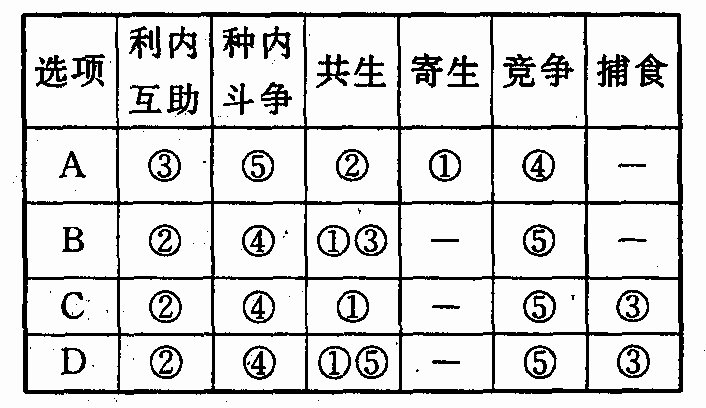 选项 利内互助 种内斗争 共生 寄生 竞争 捕食
A ③ ⑤ ② ① ④ —
B ② ④ ①③ — ⑤ —
C ② ④ ① — ⑤ ③
D ② ④ ①⑤ — ⑤ ③